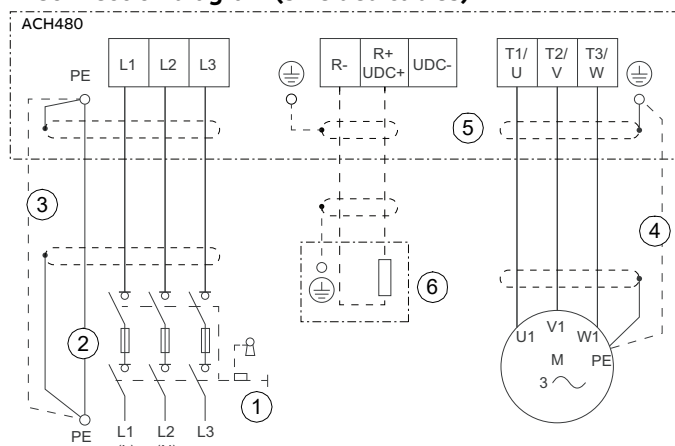 ACH480
PE
L1
L2
L3
R-
R+
UDC+
UDC-
T1/
U
T2/
V
T3/
W
5
3
4
6
2
U1
V1
W1
M
PE
3
1
PE
L1
L2
L3